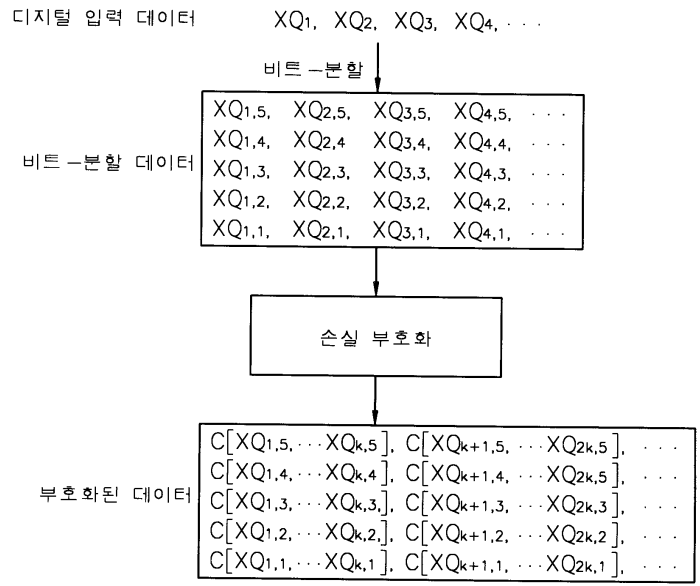 디지털 입력 데이터 XQ1, XQ2, XQ3, XQ4, · · ·
비트-분할
XQ1,5, XQ2,5, XQ3,5, XQ4,5, · · ·
XQ1,4, XQ2,4 XQ3,4, XQ4,4, · · ·
비트-분할 데이터 XQ1,3, XQ2,3, XQ3,3, XQ4,3, · · ·
XQ1,2, XQ2,2, XQ3,2, XQ4,2, · · ·
XQ1,1, XQ2,1, XQ3,1, XQ4,1, · · ·
손실 부호화
C[XQ1,5, ··· XQk,5], C[XQk+1,5, ··· XQ2k,5], · · ·
C[XQ1,4, ··· XQk,4], C[XQk+1,4, ··· XQ2k,5], · · ·
부호화된 데이터 C[XQ1,3, ··· XQk,3,], C[XQk+1,3, ··· XQ2k,3], · · ·
C[XQ1,2, ··· XQk,2,], C[XQk+1,2, ··· XQ2k,2], · · ·
C[XQ1,1, ··· XQk,1], C[XQk+1,1, ··· XQ2k,1], · · ·